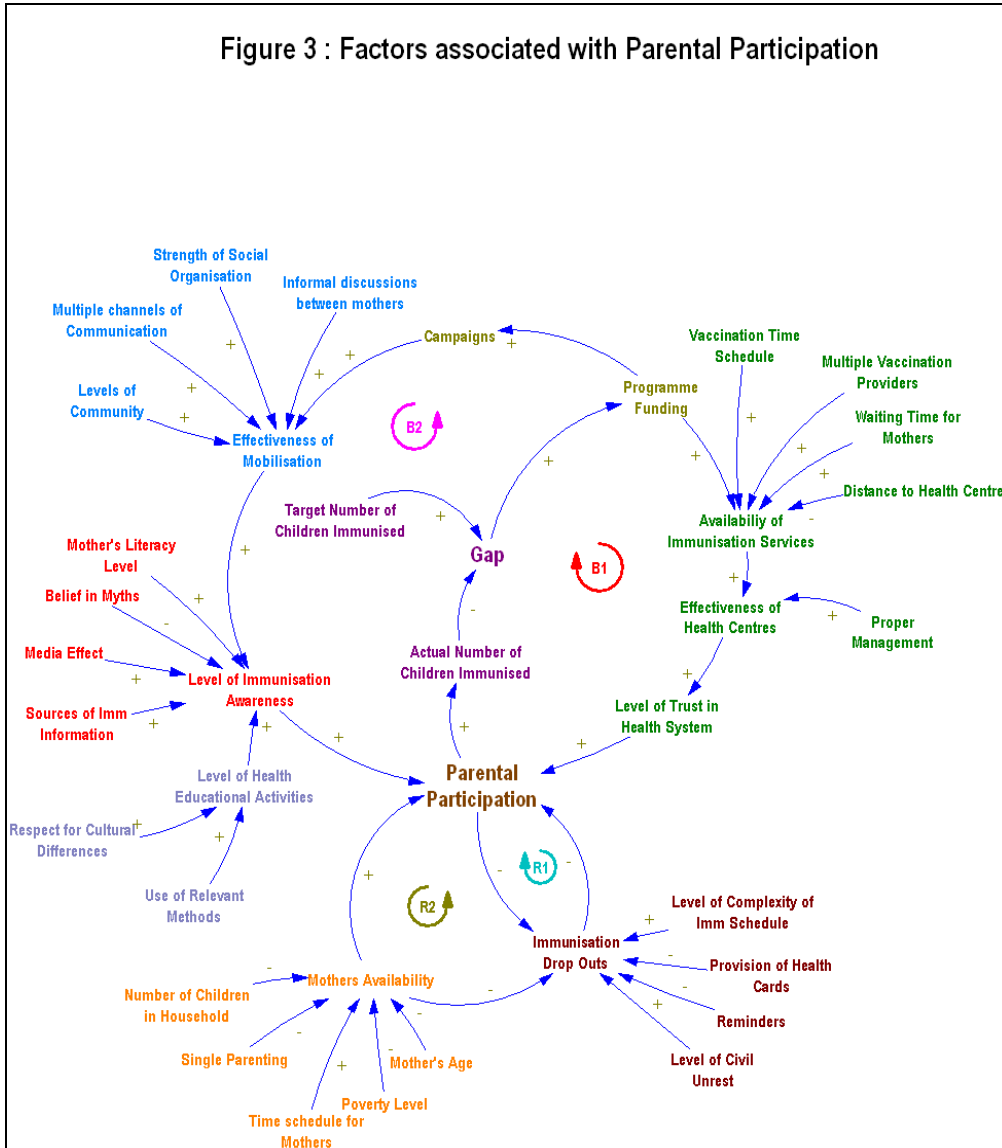 Figure 3 : Factors associated with Parental Participation
Strength of Social
Organisation
Informal discussions
between mothers
Multiple channels of
Communication
Levels of
Community
Effectiveness of
Mobilisation
Campaigns
+
+
+
+
+
+
B2
Programme
Funding
Vaccination Time
Schedule
Multiple Vaccination
Providers
Waiting Time for
Mothers
Distance to Health Centre
+
+
+
+
-
Availabiliy of
Immunisation Services
+
Effectiveness of
Health Centres
+
Proper
Management
+
Level of Trust in
Health System
+
Target Number of
Children Immunised
+
+
Gap
B1
-
Actual Number of
Children Immunised
+
Mother's Literacy
Level
Belief in Myths
Media Effect
Sources of Imm
Information
+
+
-
+
+
Level of Immunisation
Awareness
+
+
Level of Health
Educational Activities
Respect for Cultural
Differences
+
+
Use of Relevant
Methods
Parental
Participation
-
-
R1
+
R2
Immunisation
Drop Outs
Level of Complexity of
Imm Schedule
+
Provision of Health
Cards
-
Reminders
-
Level of Civil
Unrest
+
Mothers Availability
-
Number of Children
in Household
-
Single Parenting
-
Time schedule for
Mothers
+
Poverty Level
-
Mother's Age
-